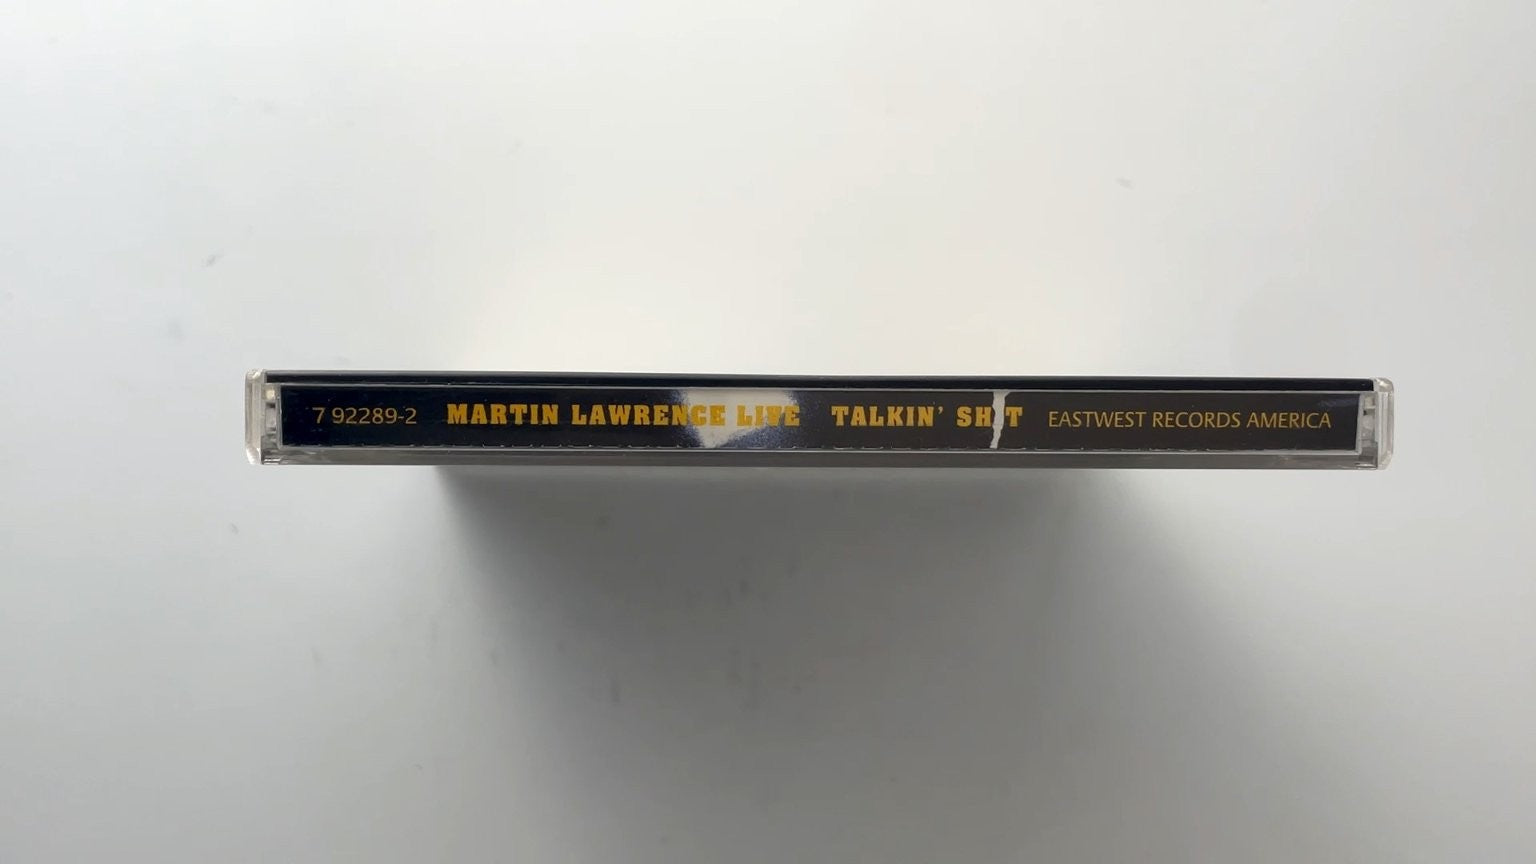 7 92289-2 MARTIN LAWRENCE LIVE TALKIN' SH T EASTWEST RECORDS AMERICA